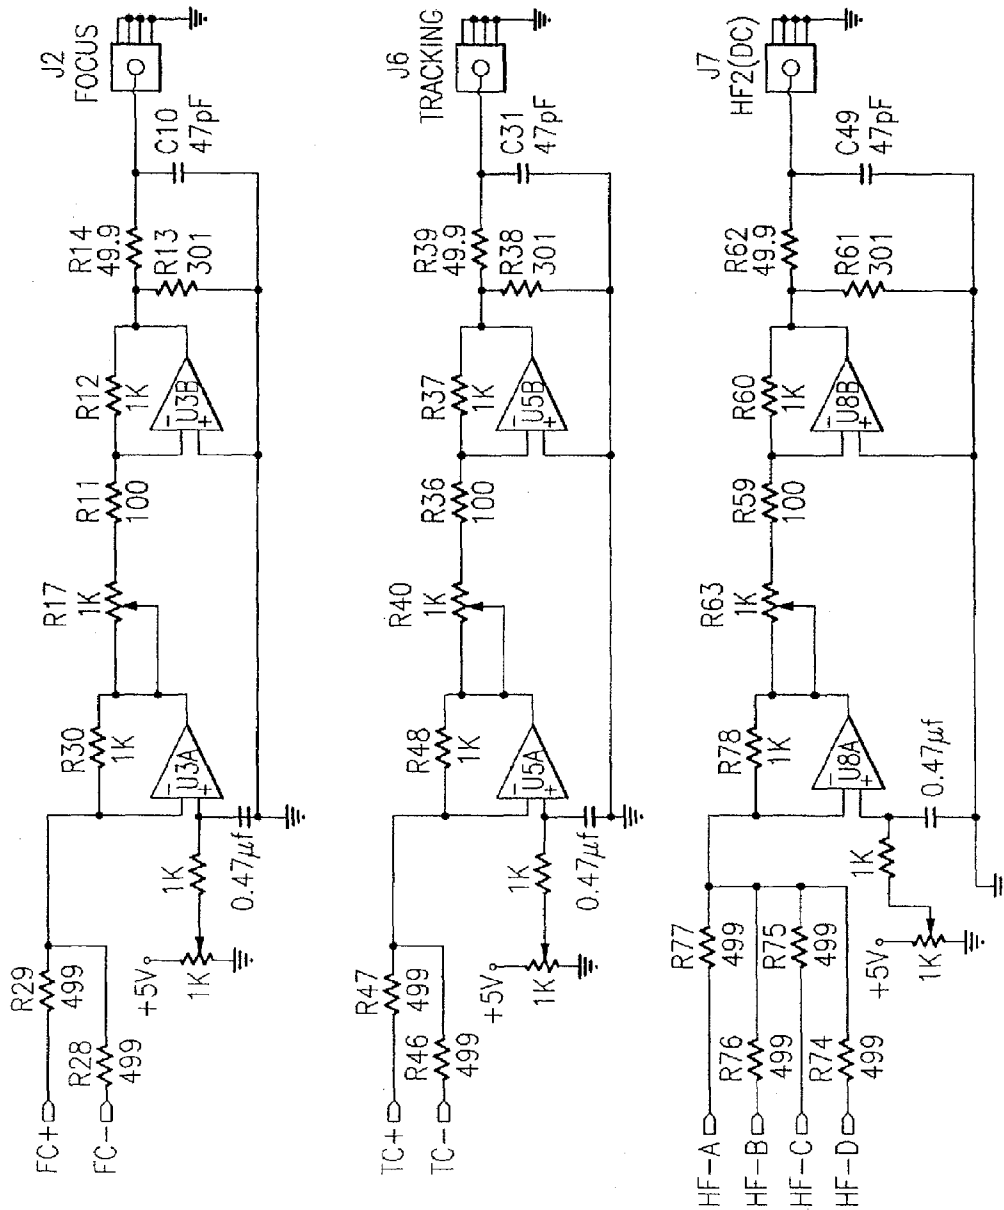 J2
FOCUS
C10
47pF
R14
49.9
R13
301
R12
1K
U3B
−
+
R11
100
R17
1K
R30
1K
U3A
−
+
0.47µf
1K
+5V
1K
R29
499
R28
499
FC+
FC−
J6
TRACKING
C31
47pF
R39
49.9
R38
301
R37
1K
U5B
−
+
R36
100
R40
1K
R48
1K
U5A
−
+
0.47µf
1K
+5V
1K
R47
499
R46
499
TC+
TC−
J7
HF2(DC)
C49
47pF
R62
49.9
R61
301
R60
1K
U8B
−
+
R59
100
R63
1K
R78
1K
U8A
−
+
0.47µf
1K
+5V
1K
R77
499
R75
499
R76
499
R74
499
HF-A
HF-B
HF-C
HF-D